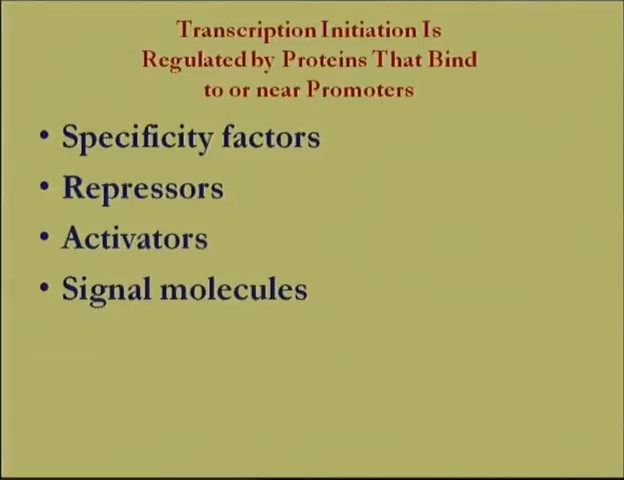 Transcription Initiation Is
Regulated by Proteins That Bind
to or near Promoters
• Specificity factors
• Repressors
• Activators
• Signal molecules